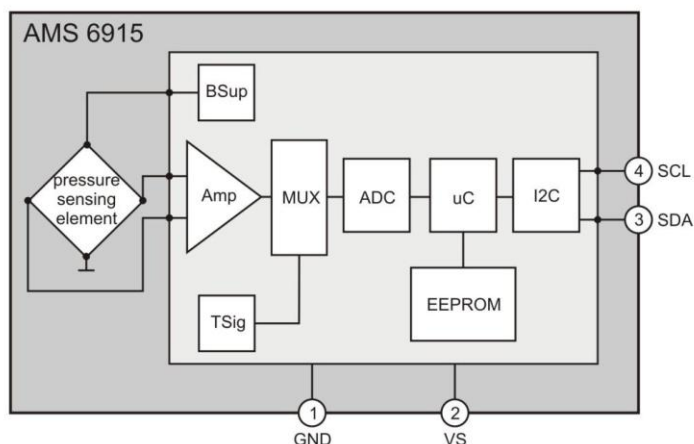 AMS 6915
BSup
pressure
sensing
element
Amp
MUX
ADC
uC
I2C
4 SCL
3 SDA
TSig
EEPROM
1
2
GND
VS